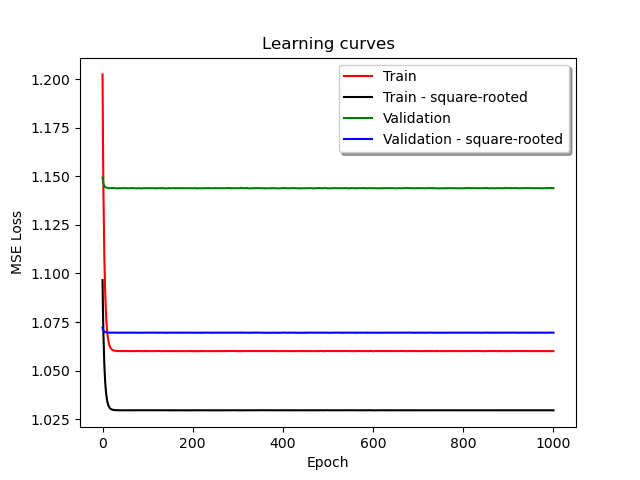 Learning curves
Train
Train - square-rooted
Validation
Validation - square-rooted
MSE Loss
1.200
1.175
1.150
1.125
1.100
1.075
1.050
1.025
0 200 400 600 800 1000
Epoch